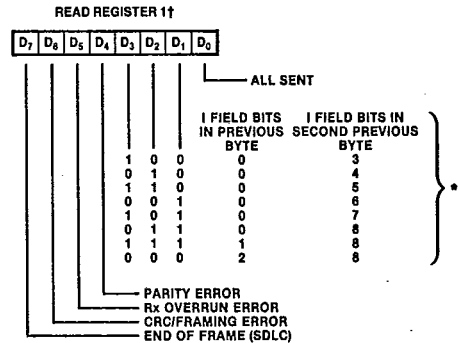 READ REGISTER 1†
D7 D6 D5 D4 D3 D2 D1 D0
ALL SENT
I FIELD BITS I FIELD BITS IN
IN PREVIOUS SECOND PREVIOUS
BYTE BYTE
1 0 0 0 3
0 1 0 0 4
1 1 0 0 5
0 0 1 0 6
1 0 1 0 7
0 1 1 0 8
1 1 1 1 8
0 0 0 2 8
*
PARITY ERROR
Rx OVERRUN ERROR
CRC/FRAMING ERROR
END OF FRAME (SDLC)